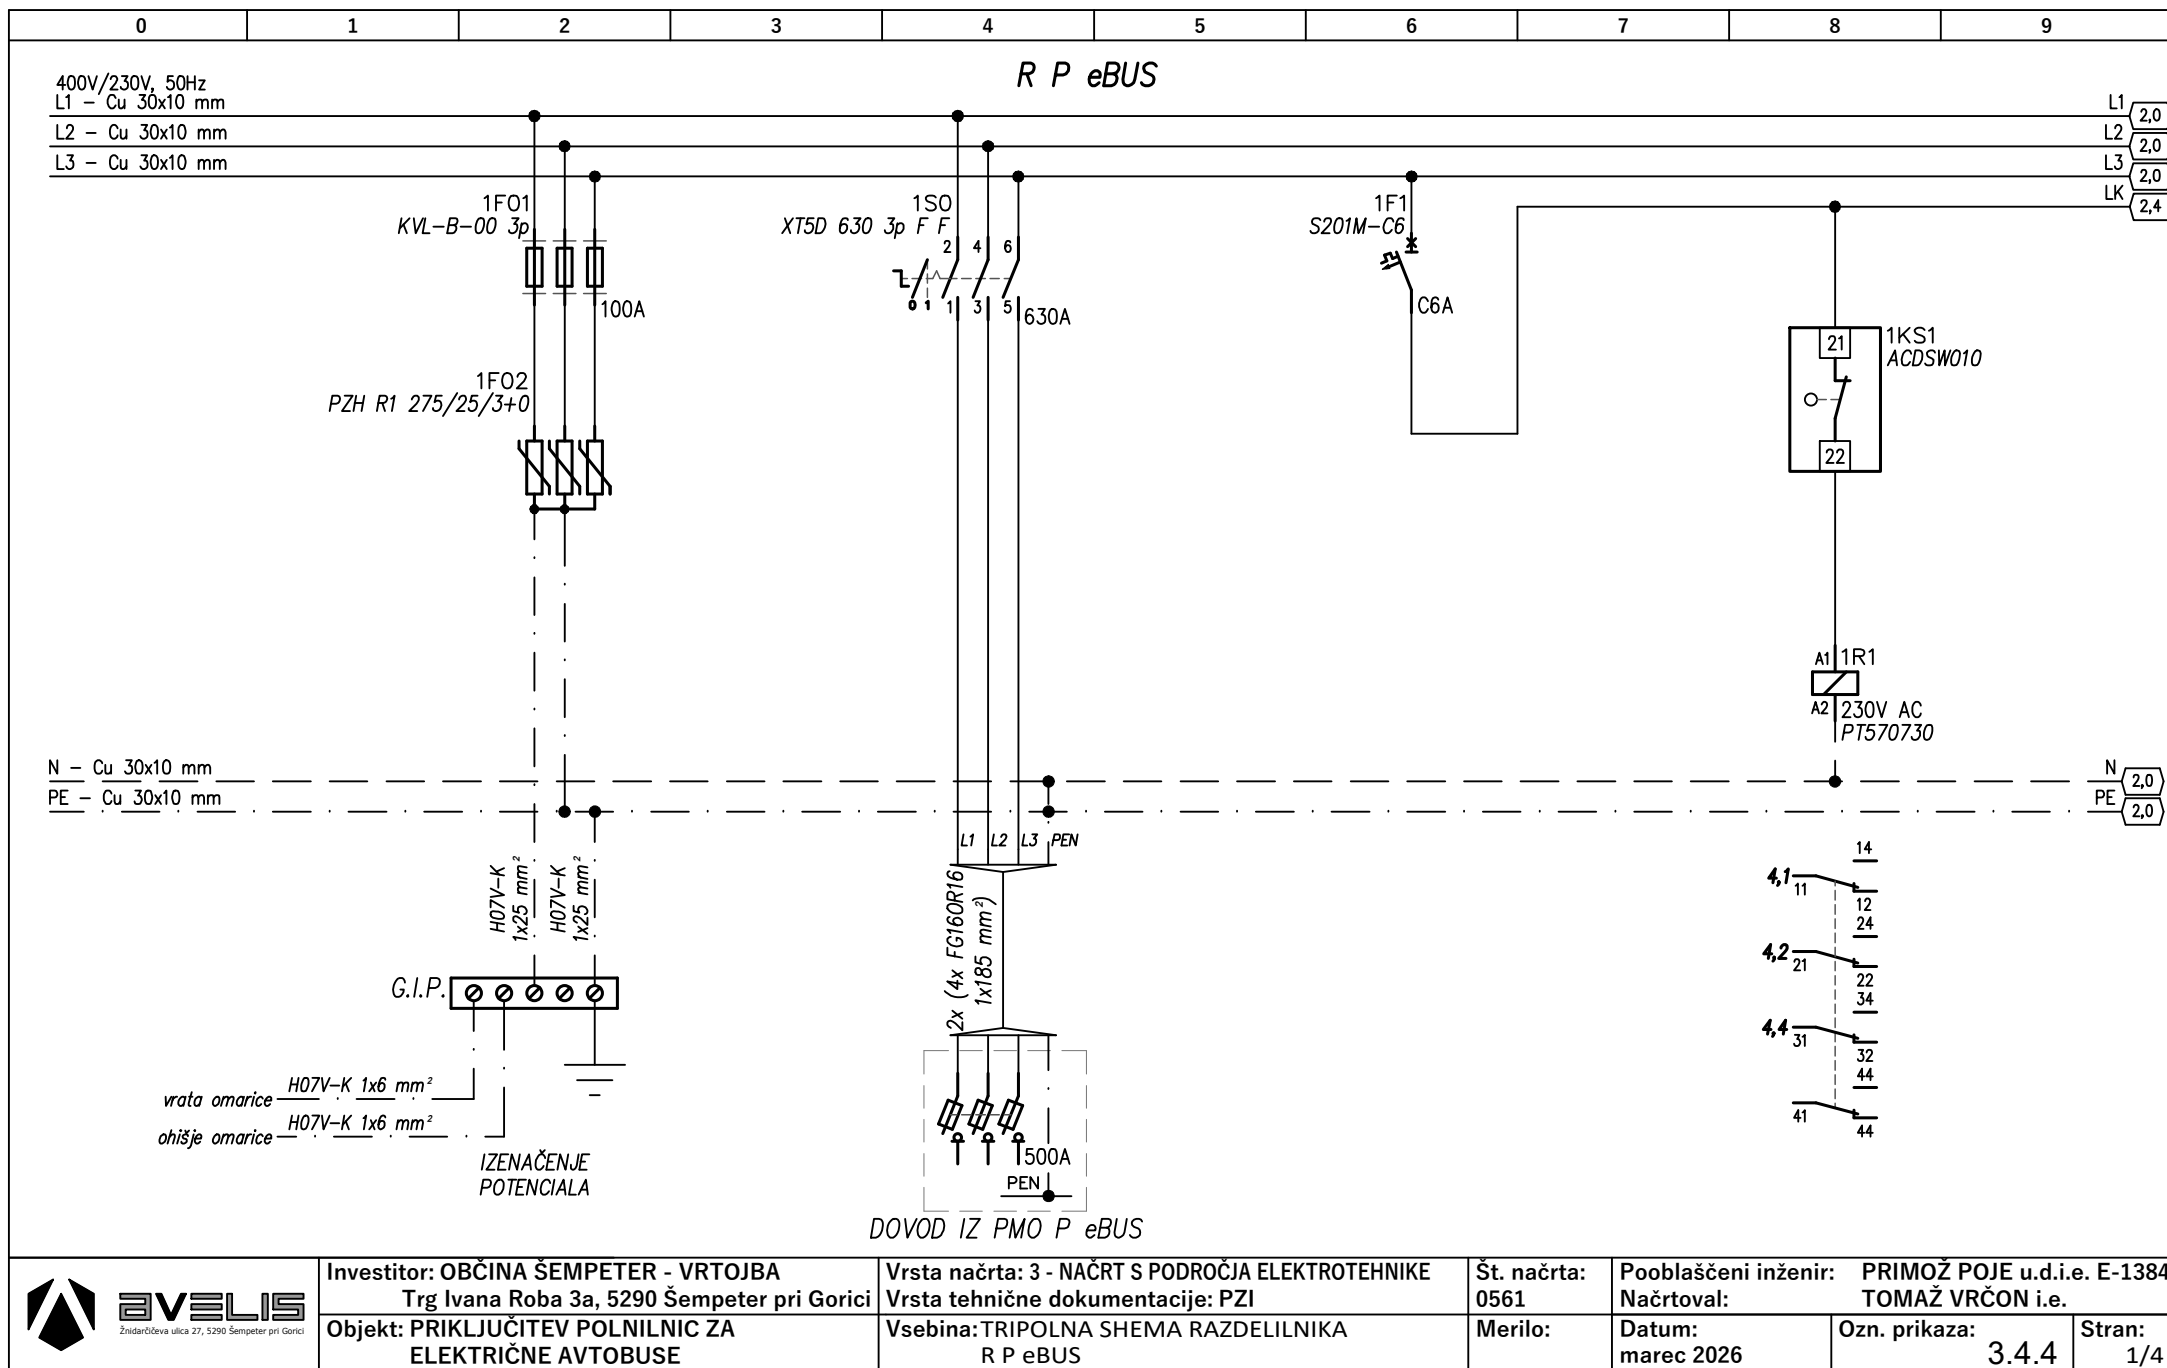 0 1 2 3 4 5 6 7 8 9
R P eBUS
400V/230V, 50Hz
L1 - Cu 30x10 mm
L1 2,0
L2 - Cu 30x10 mm
L2 2,0
L3 - Cu 30x10 mm
L3 2,0
LK 2,4
1F01
KVL-B-00 3p
100A
1F02
PZH R1 275/25/3+0
1S0
XT5D 630 3p F F
2 4 6
0 1 1 3 5
630A
1F1
S201M-C6
C6A
21
1KS1
ACDSW010
22
A1 1R1
A2 230V AC
PT570730
N - Cu 30x10 mm
N 2,0
PE - Cu 30x10 mm
PE 2,0
L1 L2 L3 PEN
H07V-K
1x25 mm²
H07V-K
1x25 mm²
2x (4x FG16OR16
1x185 mm²)
G.I.P.
vrata omarice H07V-K 1x6 mm²
ohišje omarice H07V-K 1x6 mm²
IZENAČENJE
POTENCIALA
500A
PEN
DOVOD IZ PMO P eBUS
14
4,1 11
12
24
4,2 21
22
34
4,4 31
32
44
41
44
AVELIS
Žnidarčičeva ulica 27, 5290 Šempeter pri Gorici
Investitor: OBČINA ŠEMPETER - VRTOJBA
Trg Ivana Roba 3a, 5290 Šempeter pri Gorici
Objekt: PRIKLJUČITEV POLNILNIC ZA
ELEKTRIČNE AVTOBUSE
Vrsta načrta: 3 - NAČRT S PODROČJA ELEKTROTEHNIKE
Vrsta tehnične dokumentacije: PZI
Vsebina: TRIPOLNA SHEMA RAZDELILNIKA
R P eBUS
Št. načrta:
0561
Merilo:
Pooblaščeni inženir: PRIMOŽ POJE u.d.i.e. E-1384
Načrtoval: TOMAŽ VRČON i.e.
Datum:
marec 2026
Ozn. prikaza:
3.4.4
Stran:
1/4